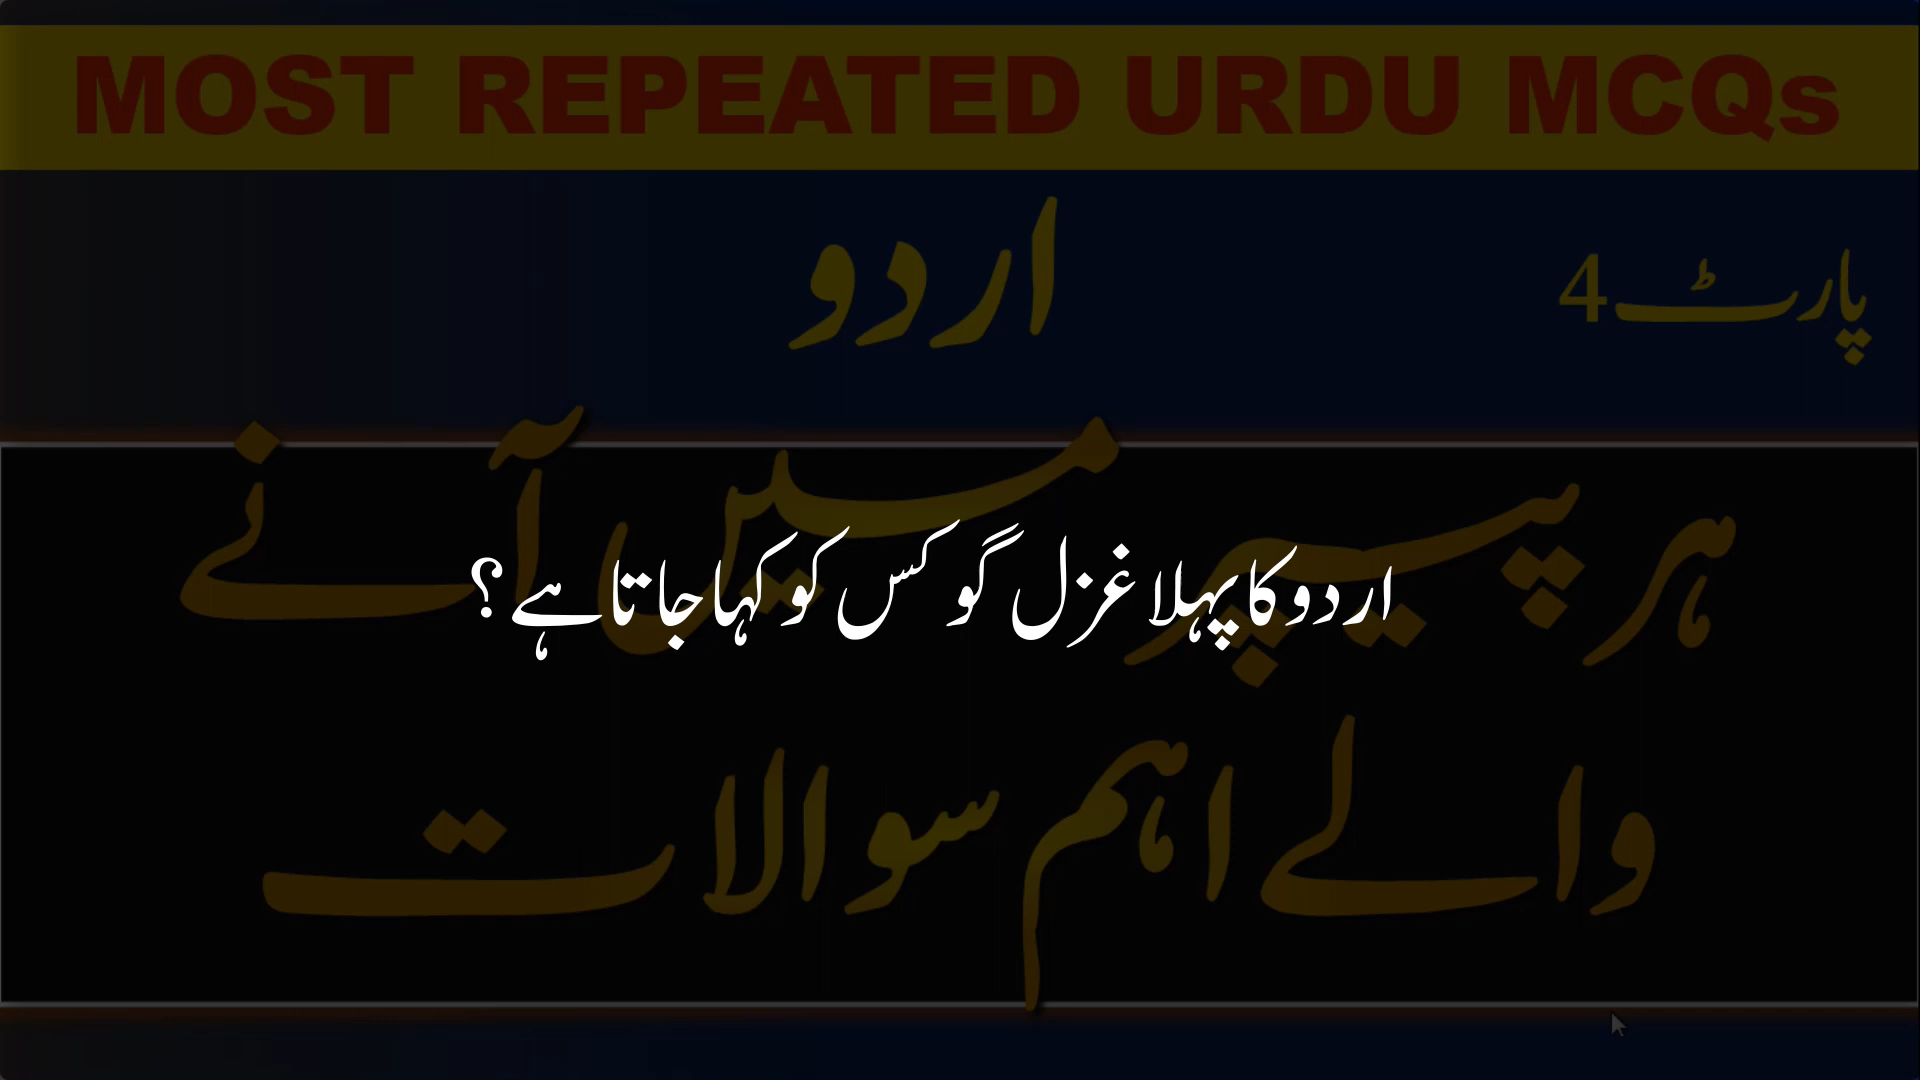 MOST REPEATED URDU MCQs
اردو
پارٹ 4
ہر پیپر میں آنے
اردو کا پہلا غزل گو کس کو کہا جاتا ہے؟
والے اہم سوالات